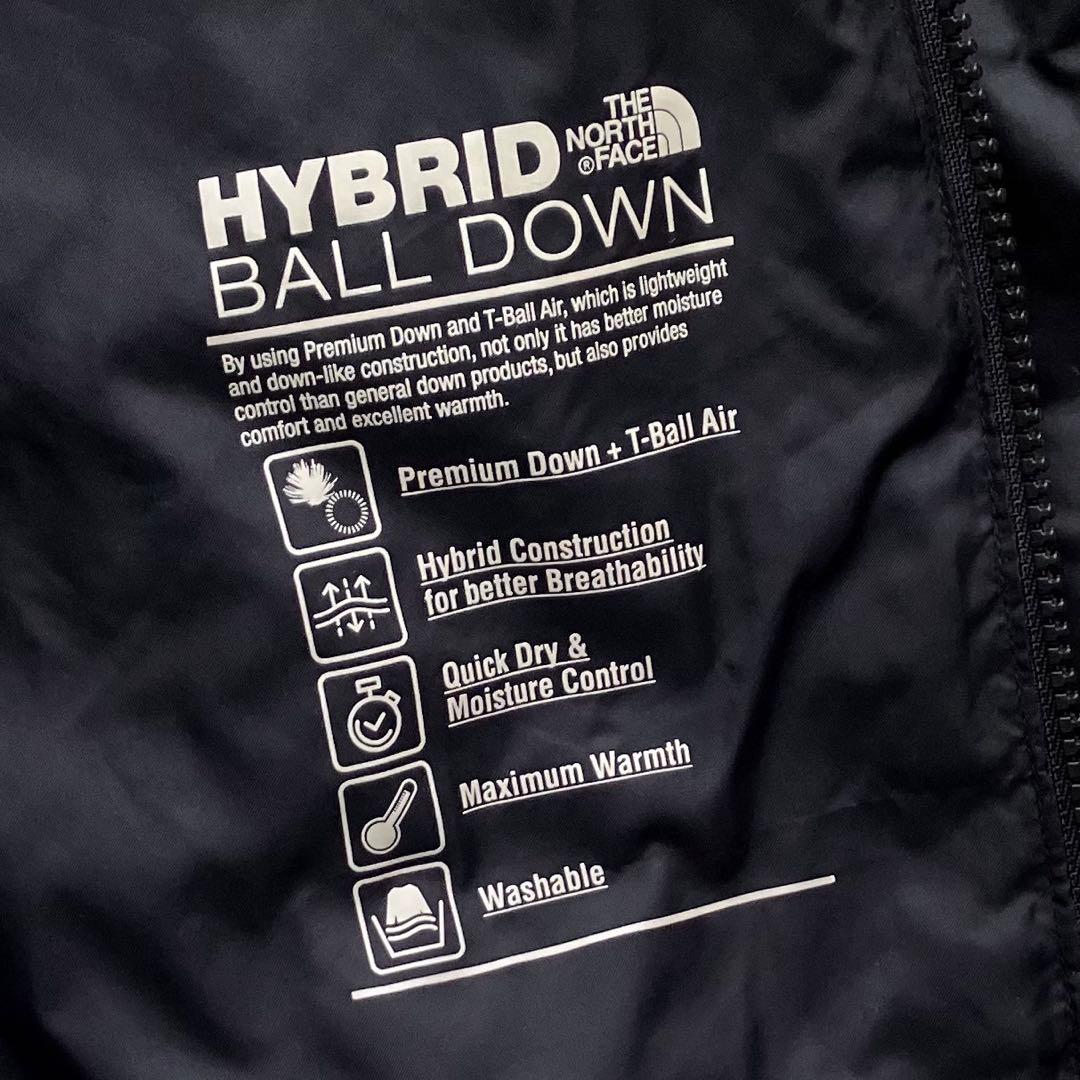 THE
NORTH
®FACE
HYBRID
BALL DOWN
By using Premium Down and T-Ball Air, which is lightweight
and down-like construction, not only it has better moisture
control than general down products, but also provides
comfort and excellent warmth.
Premium Down + T-Ball Air
Hybrid Construction
for better Breathability
Quick Dry &
Moisture Control
Maximum Warmth
Washable